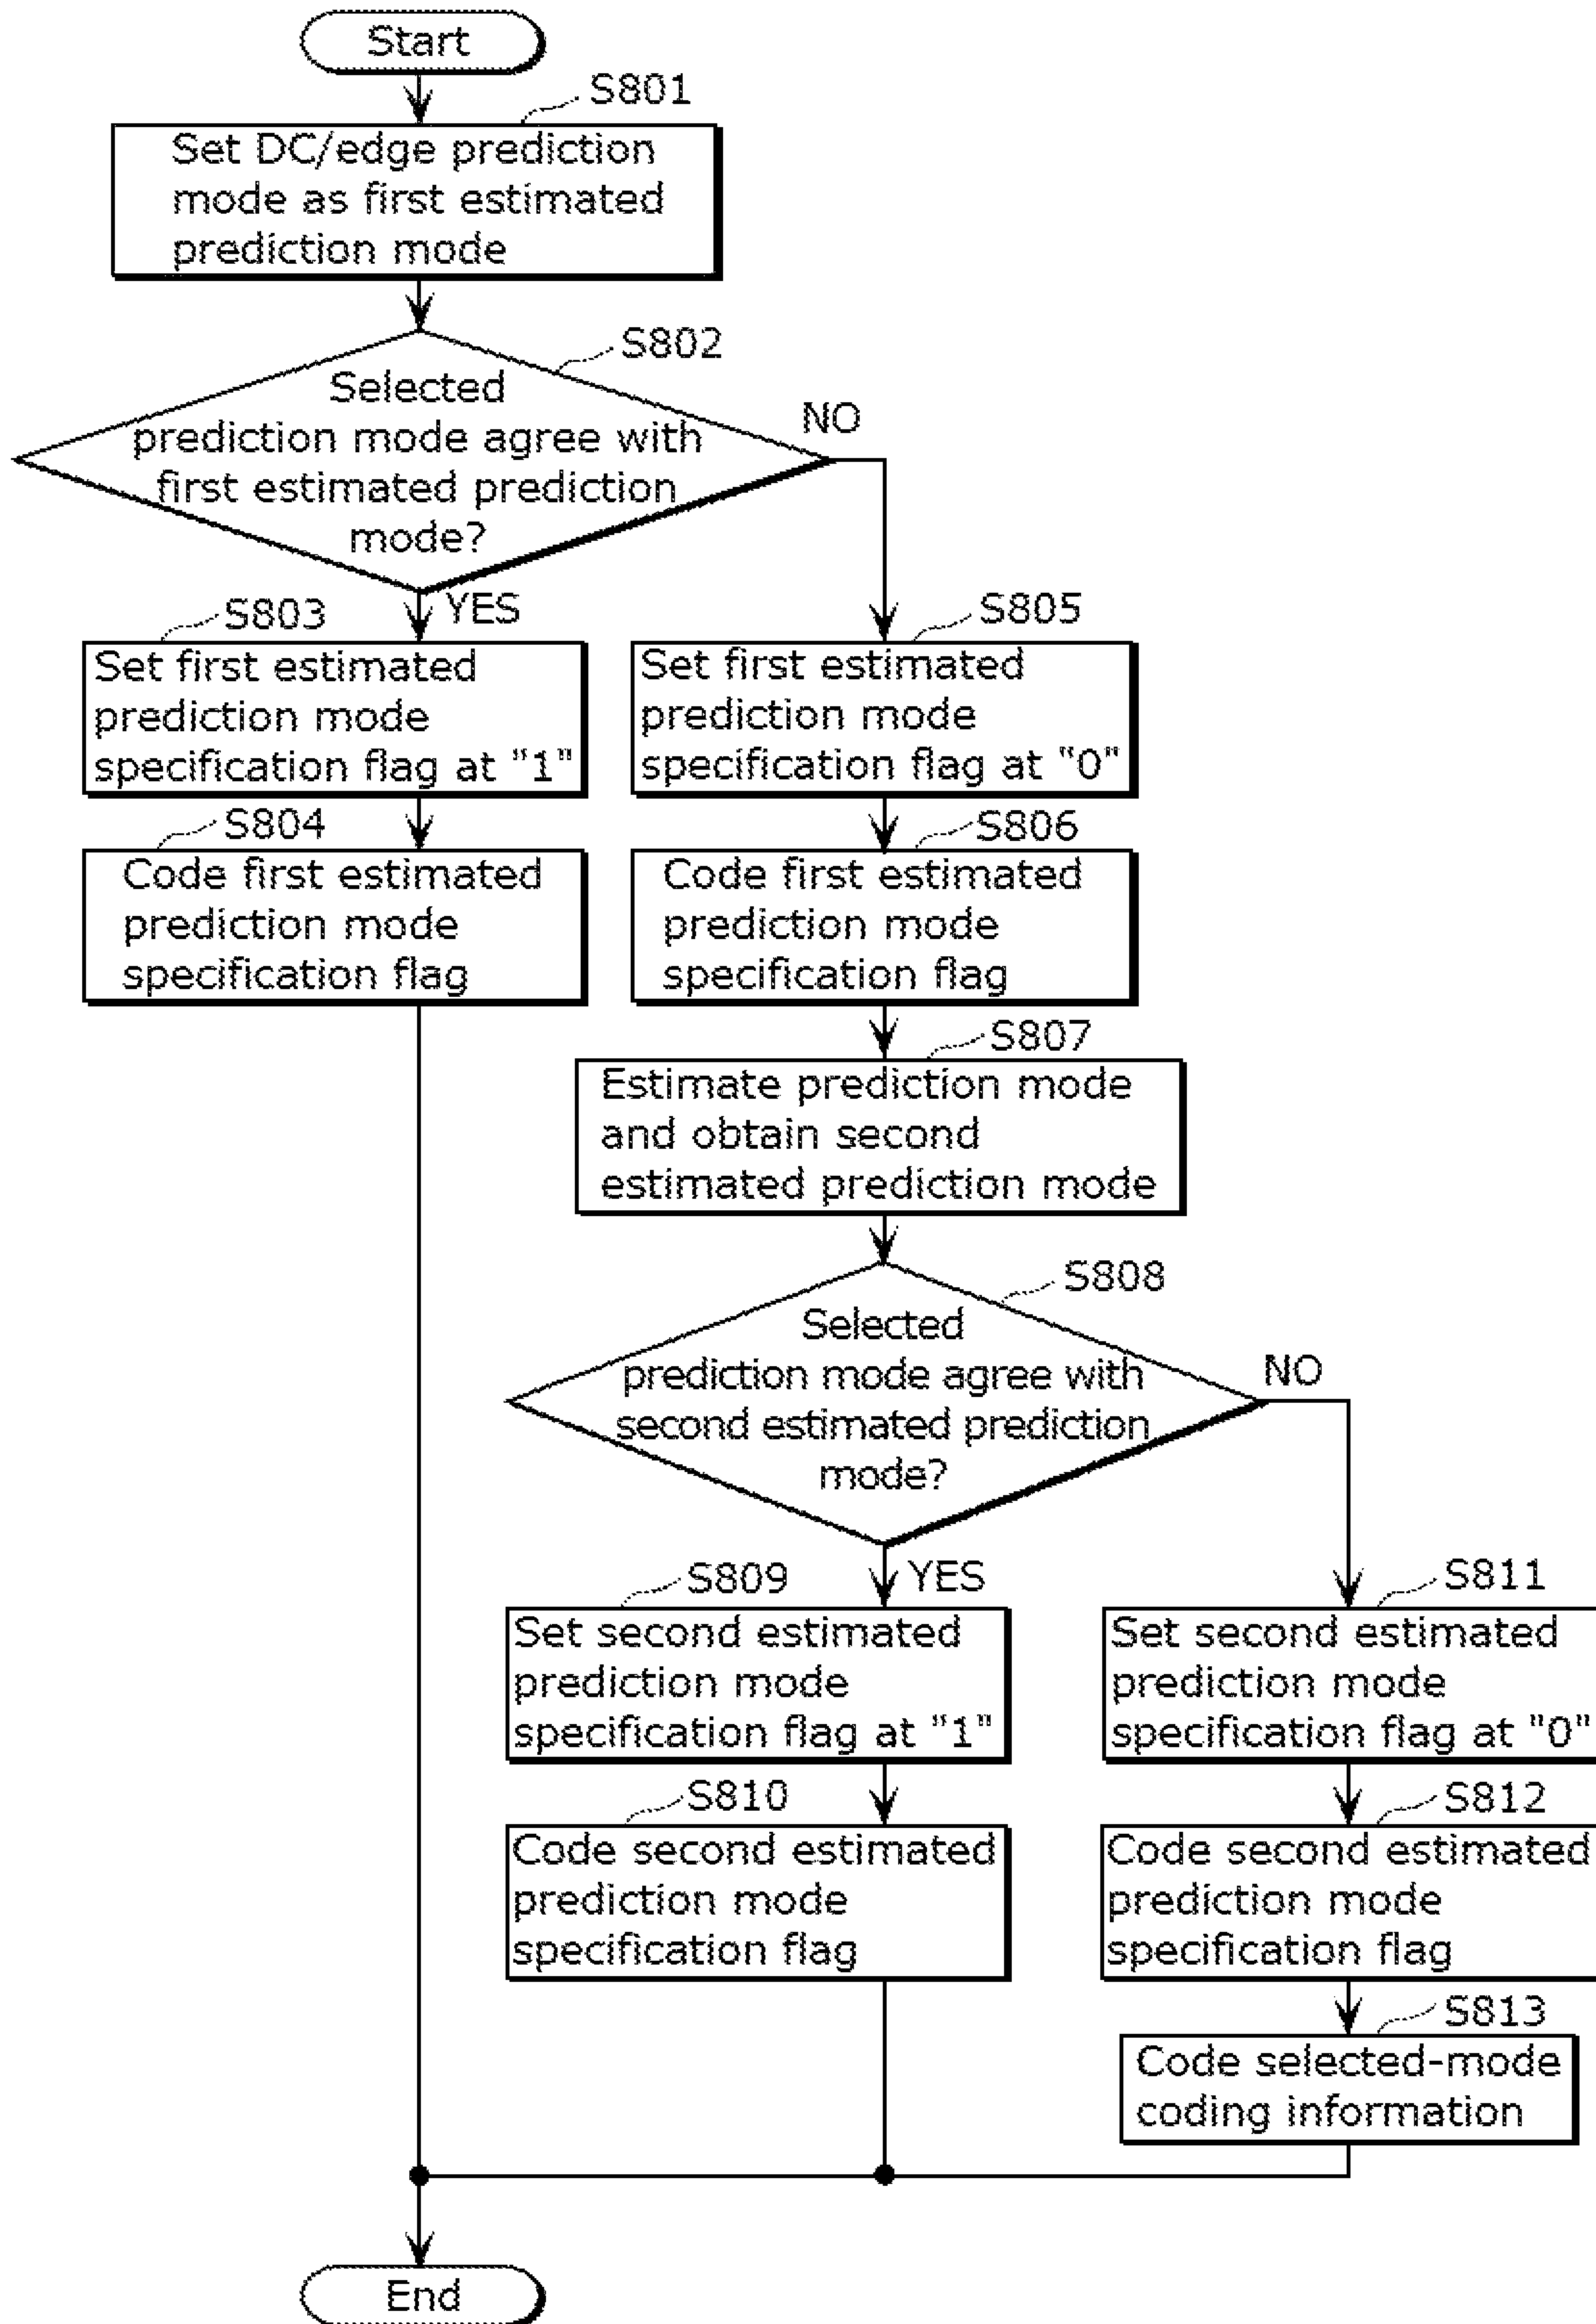 Start
S801
Set DC/edge prediction
mode as first estimated
prediction mode
S802
Selected
prediction mode agree with
first estimated prediction
mode?
NO
YES
S803
Set first estimated
prediction mode
specification flag at "1"
S804
Code first estimated
prediction mode
specification flag
S805
Set first estimated
prediction mode
specification flag at "0"
S806
Code first estimated
prediction mode
specification flag
S807
Estimate prediction mode
and obtain second
estimated prediction mode
S808
Selected
prediction mode agree with
second estimated prediction
mode?
NO
YES
S809
Set second estimated
prediction mode
specification flag at "1"
S810
Code second estimated
prediction mode
specification flag
S811
Set second estimated
prediction mode
specification flag at "0"
S812
Code second estimated
prediction mode
specification flag
S813
Code selected-mode
coding information
End